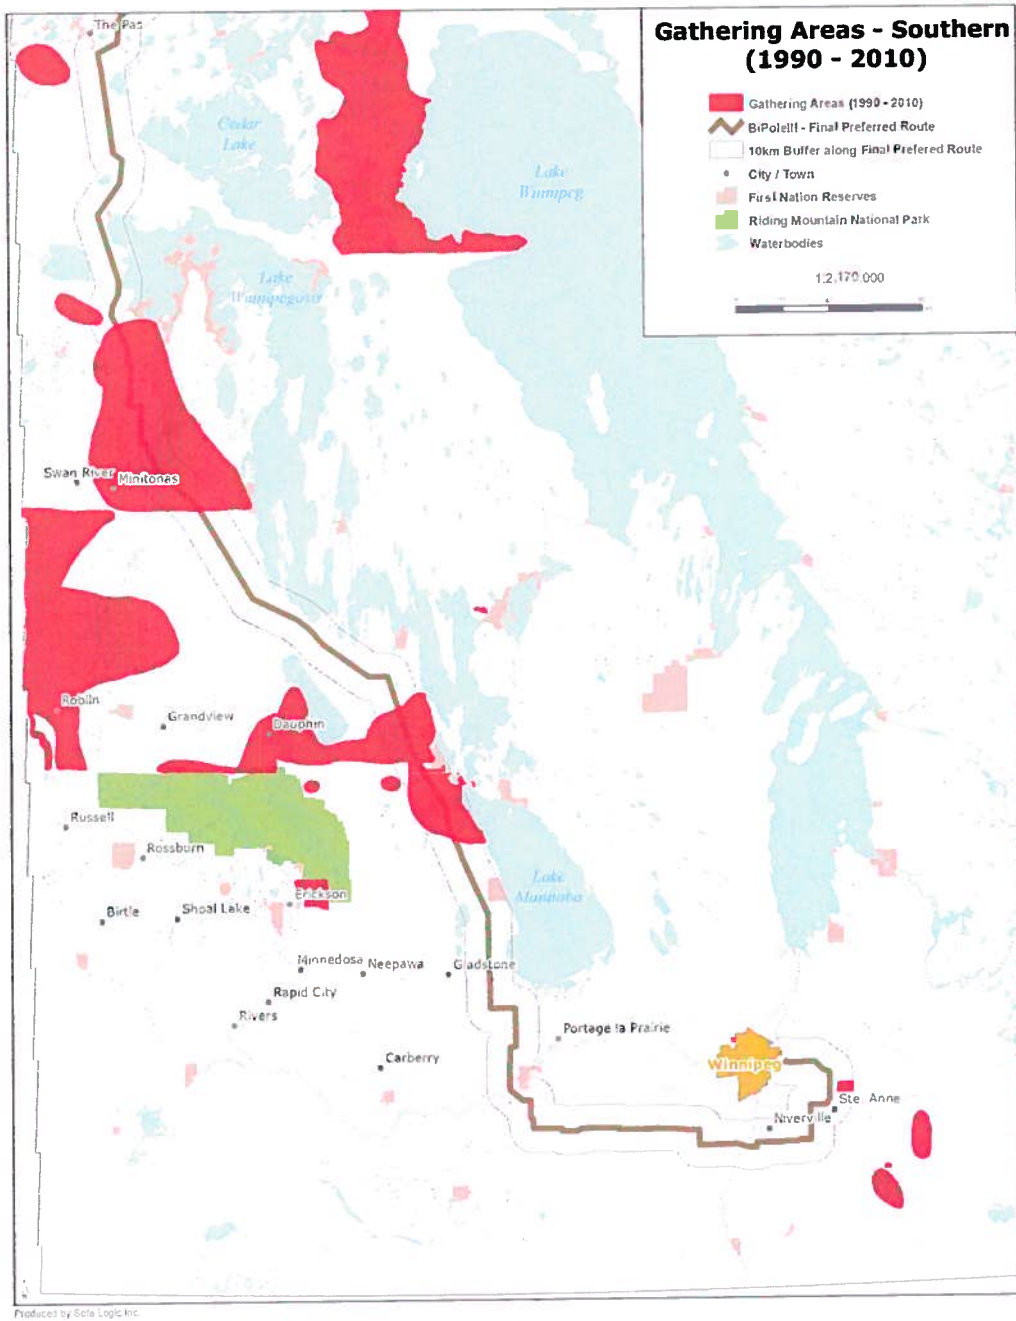 The Pas
Gathering Areas - Southern
(1990 - 2010)
Gathering Areas (1990 - 2010)
BiPoleIII - Final Preferred Route
10km Buffer along Final Prefered Route
City / Town
First Nation Reserves
Riding Mountain National Park
Waterbodies
1:2,170,000
Cedar
Lake
Lake
Winnipeg
Lake
Winnipegosis
Swan River
Minitonas
Roblin
Grandview
Dauphin
Russell
Rossburn
Erickson
Birtle
Shoal Lake
Lake
Manitoba
Minnedosa
Neepawa
Gladstone
Rapid City
Rivers
Portage la Prairie
Carberry
Winnipeg
Ste. Anne
Niverville
Produced by Sota Logic Inc.